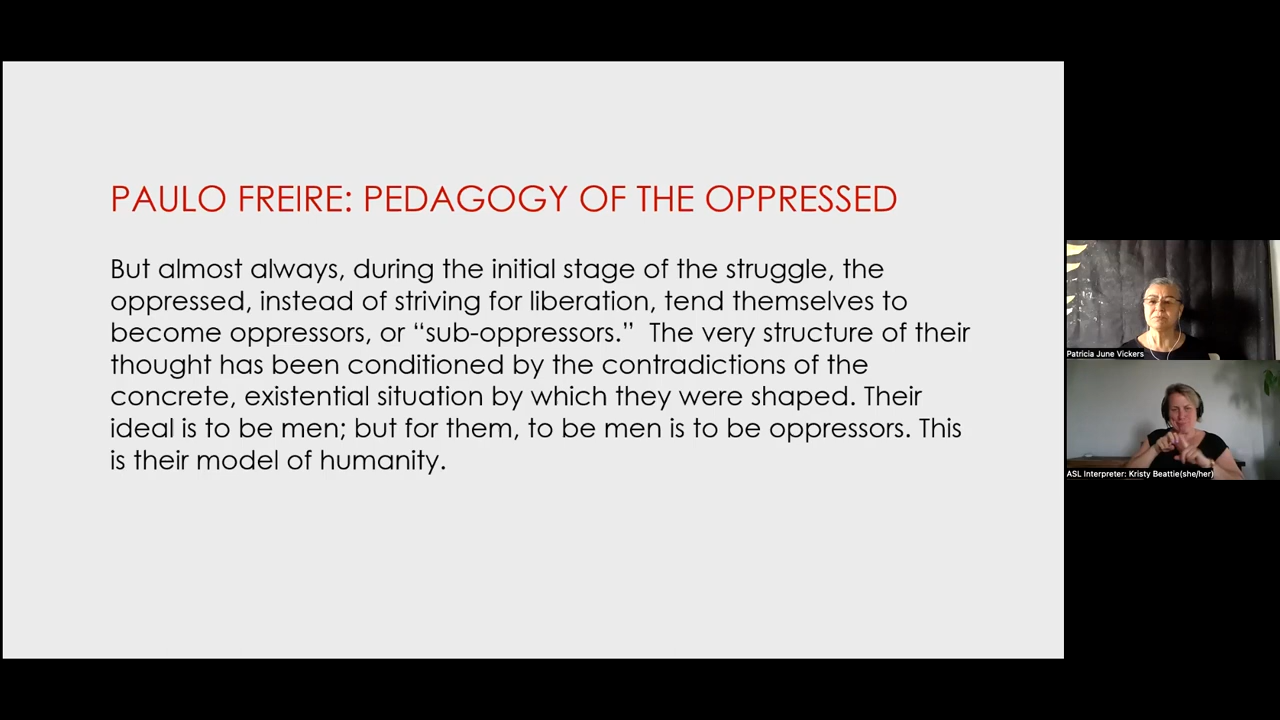 PAULO FREIRE: PEDAGOGY OF THE OPPRESSED
But almost always, during the initial stage of the struggle, the
oppressed, instead of striving for liberation, tend themselves to
become oppressors, or “sub-oppressors.”  The very structure of their
thought has been conditioned by the contradictions of the
concrete, existential situation by which they were shaped. Their
ideal is to be men; but for them, to be men is to be oppressors. This
is their model of humanity.
Patricia June Vickers
ASL Interpreter: Kristy Beattie(she/her)